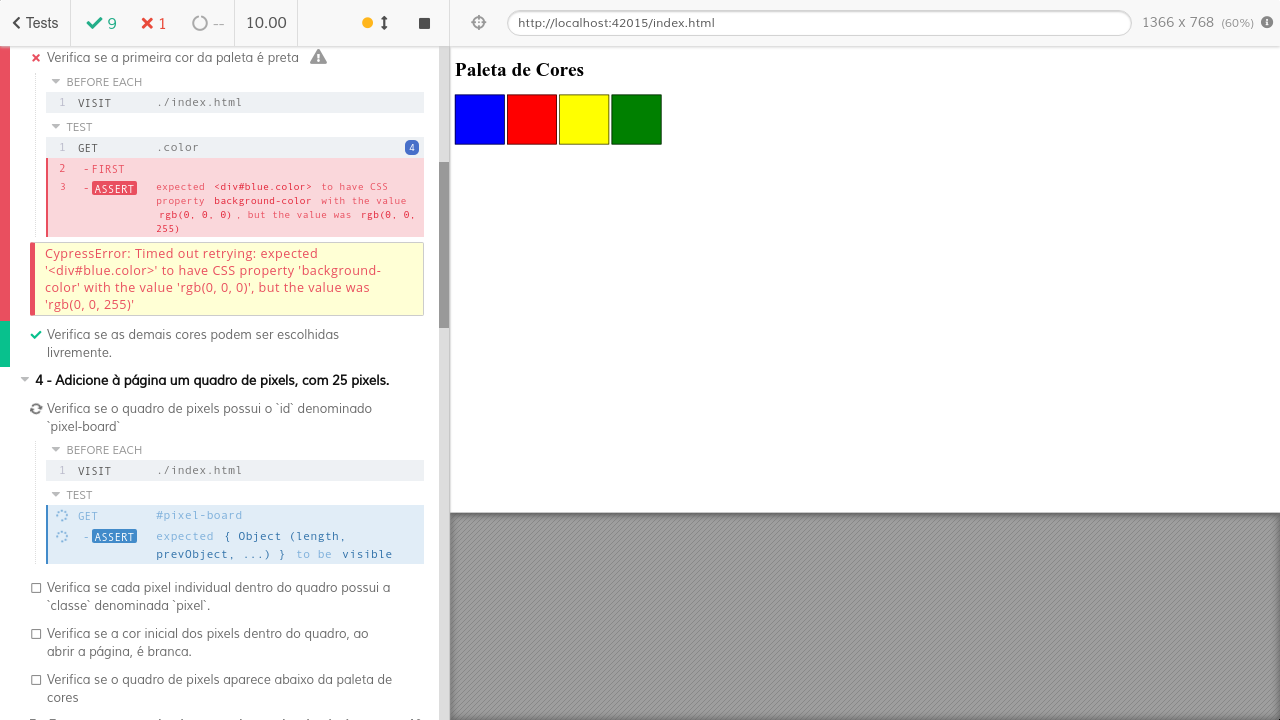 Tests 9 1 -- 10.00 http://localhost:42015/index.html 1366 x 768 (60%)
Verifica se a primeira cor da paleta é preta
BEFORE EACH
1 VISIT ./index.html
TEST
1 GET .color 4
2 -FIRST
3 -ASSERT expected <div#blue.color> to have CSS
property background-color with the value
rgb(0, 0, 0) , but the value was rgb(0, 0,
255)
CypressError: Timed out retrying: expected
'<div#blue.color>' to have CSS property 'background-
color' with the value 'rgb(0, 0, 0)', but the value was
'rgb(0, 0, 255)'
Verifica se as demais cores podem ser escolhidas
livremente.
4 - Adicione à página um quadro de pixels, com 25 pixels.
Verifica se o quadro de pixels possui o `id` denominado
`pixel-board`
BEFORE EACH
1 VISIT ./index.html
TEST
GET #pixel-board
-ASSERT expected { Object (length,
prevObject, ...) } to be visible
Verifica se cada pixel individual dentro do quadro possui a
`classe` denominada `pixel`.
Verifica se a cor inicial dos pixels dentro do quadro, ao
abrir a página, é branca.
Verifica se o quadro de pixels aparece abaixo da paleta de
cores
Paleta de Cores